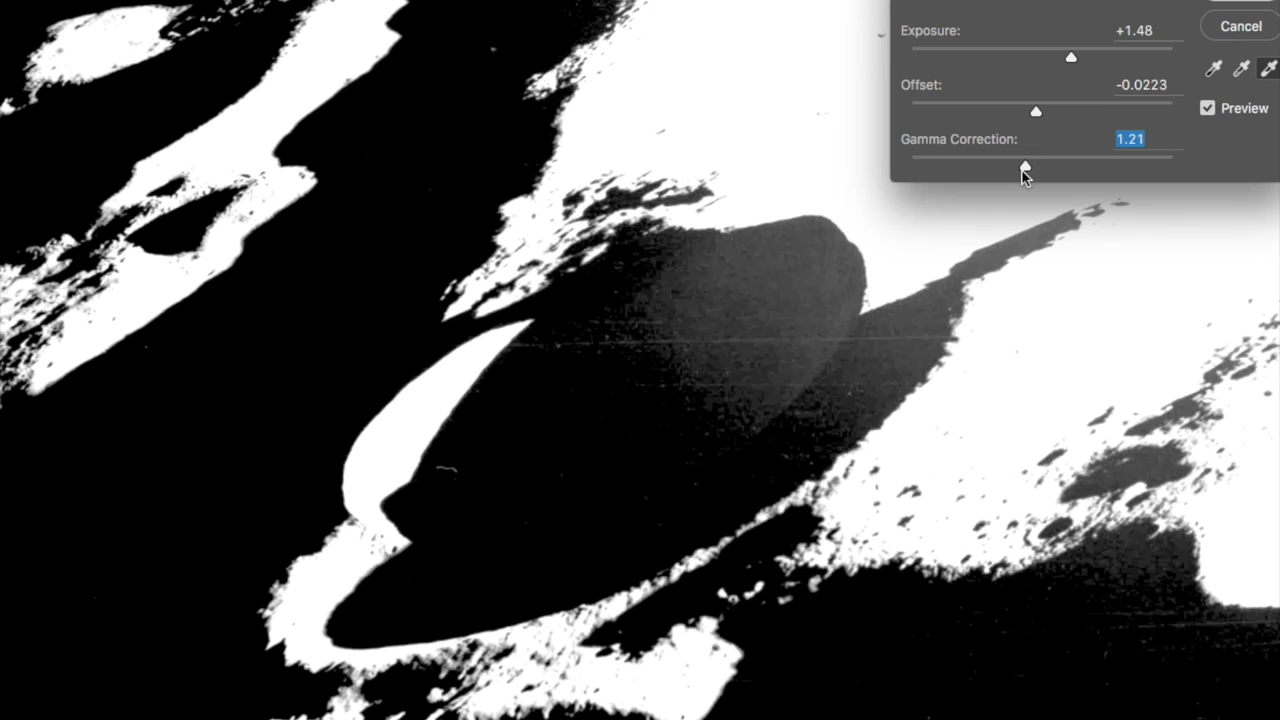 Exposure: +1.48
Cancel
Offset: -0.0223
Preview
Gamma Correction: 1.21